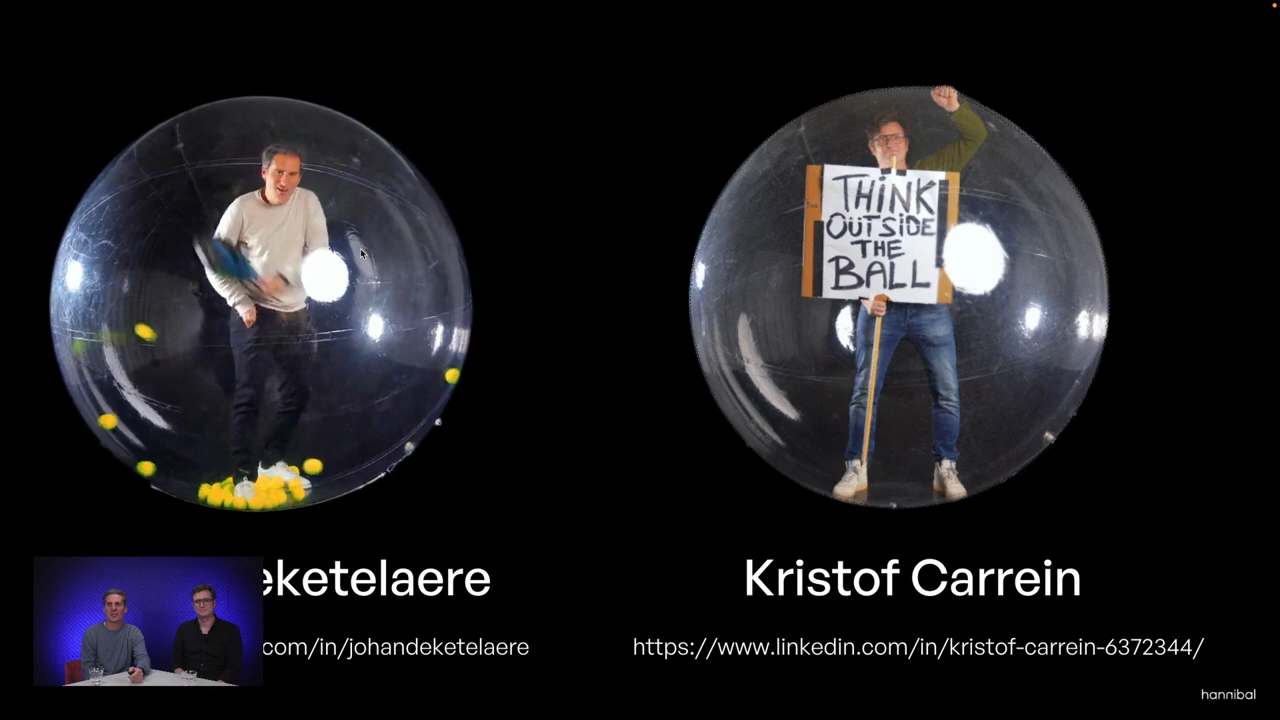 THINK
OUTSIDE
THE
BALL
eketelaere
Kristof Carrein
com/in/johandeketelaere
https://www.linkedin.com/in/kristof-carrein-6372344/
hannibal